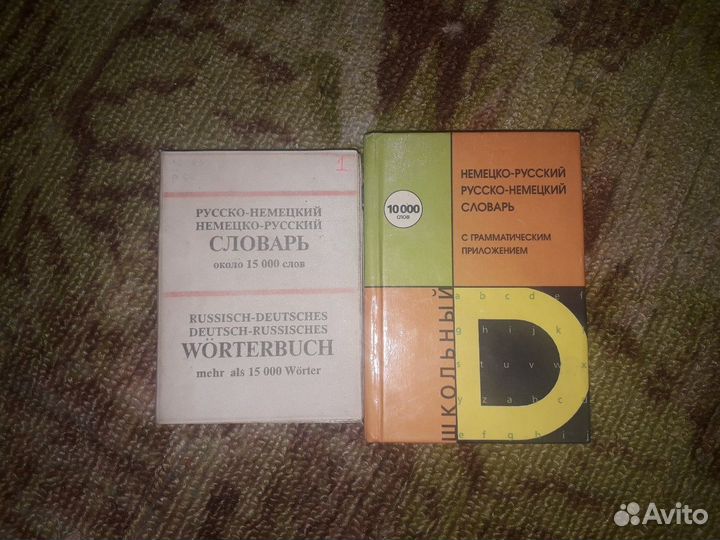 1
РУССКО-НЕМЕЦКИЙ
НЕМЕЦКО-РУССКИЙ
СЛОВАРЬ
около 15 000 слов
RUSSISCH-DEUTSCHES
DEUTSCH-RUSSISCHES
WÖRTERBUCH
mehr als 15 000 Wörter
10 000
слов
НЕМЕЦКО-РУССКИЙ
РУССКО-НЕМЕЦКИЙ
СЛОВАРЬ
С ГРАММАТИЧЕСКИМ
ПРИЛОЖЕНИЕМ
ШКОЛЬНЫЙ
a b c d e f
g h i j k l
s t u v w x
y z a b c d
e f g h i j
D
Avito